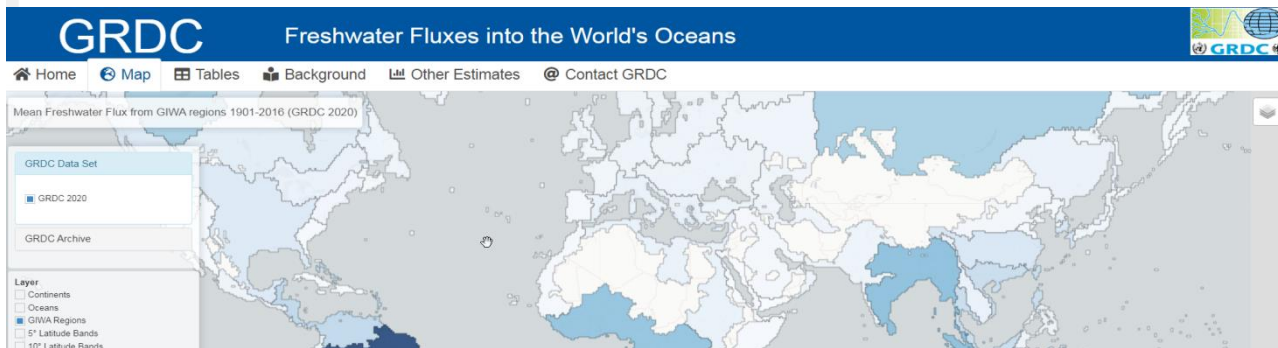 GRDC Freshwater Fluxes into the World's Oceans
GRDC
Home Map Tables Background Other Estimates @ Contact GRDC
Mean Freshwater Flux from GIWA regions 1901-2016 (GRDC 2020)
GRDC Data Set
GRDC 2020
GRDC Archive
Layer
Continents
Oceans
GIWA Regions
5° Latitude Bands
10° Latitude Bands